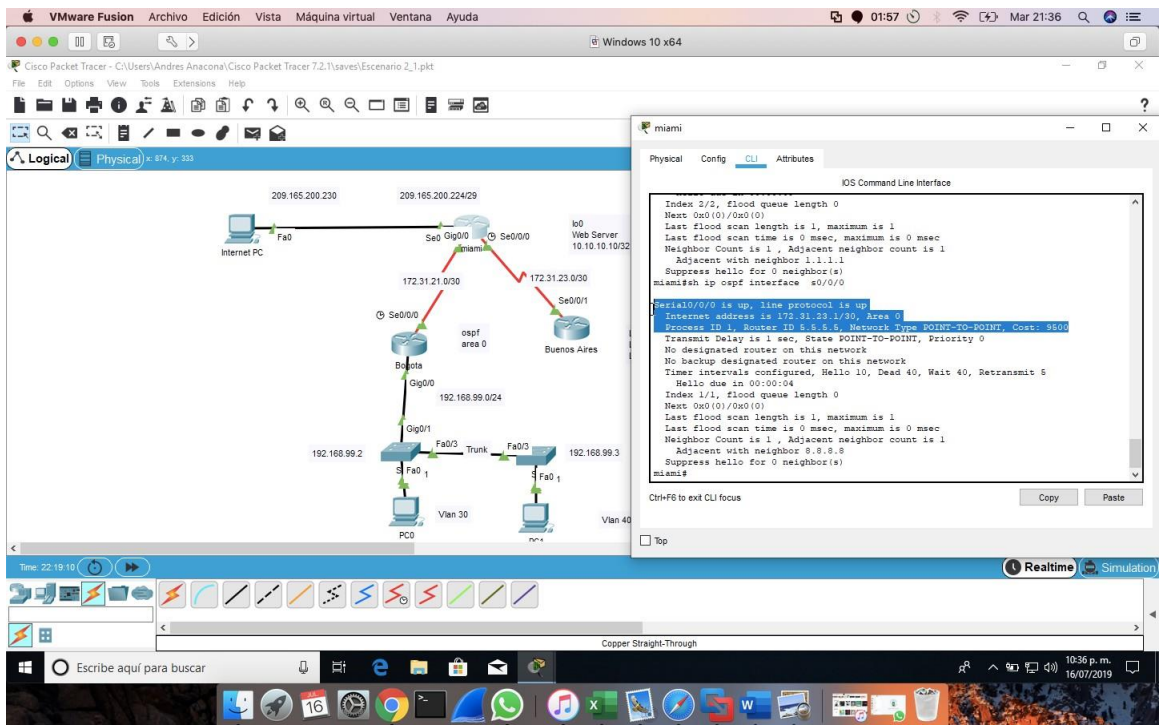 VMware Fusion Archivo Edición Vista Máquina virtual Ventana Ayuda
01:57 Mar 21:36
Windows 10 x64
Cisco Packet Tracer - C:\Users\Andres Anacona\Cisco Packet Tracer 7.2.1\saves\Escenario 2_1.pkt
File Edit Options View Tools Extensions Help
?
Logical Physical x: 874, y: 333
209.165.200.230
209.165.200.224/29
lo0
Web Server
10.10.10.10/32
Fa0
Internet PC
Se0 Gig0/0 Se0/0/0
miami
172.31.21.0/30
172.31.23.0/30
Se0/0/1
Se0/0/0
ospf
area 0
Buenos Aires
Bogota
Gig0/0
192.168.99.0/24
Gig0/1
192.168.99.2
Fa0/3
Trunk
Fa0/3
192.168.99.3
S Fa0 1
S Fa0 1
Vlan 30
Vlan 40
PC0
miami
Physical Config CLI Attributes
IOS Command Line Interface
Index 2/2, flood queue length 0
Next 0x0(0)/0x0(0)
Last flood scan length is 1, maximum is 1
Last flood scan time is 0 msec, maximum is 0 msec
Neighbor Count is 1 , Adjacent neighbor count is 1
Adjacent with neighbor 1.1.1.1
Suppress hello for 0 neighbor(s)
miami#sh ip ospf interface s0/0/0
Serial0/0/0 is up, line protocol is up
Internet address is 172.31.23.1/30, Area 0
Process ID 1, Router ID 5.5.5.5, Network Type POINT-TO-POINT, Cost: 9500
Transmit Delay is 1 sec, State POINT-TO-POINT, Priority 0
No designated router on this network
No backup designated router on this network
Timer intervals configured, Hello 10, Dead 40, Wait 40, Retransmit 5
Hello due in 00:00:04
Index 1/1, flood queue length 0
Next 0x0(0)/0x0(0)
Last flood scan length is 1, maximum is 1
Last flood scan time is 0 msec, maximum is 0 msec
Neighbor Count is 1 , Adjacent neighbor count is 1
Adjacent with neighbor 8.8.8.8
Suppress hello for 0 neighbor(s)
miami#
Ctrl+F6 to exit CLI focus
Copy Paste
Top
Time: 22:19:10
Realtime Simulation
Copper Straight-Through
Escribe aquí para buscar
10:36 p. m.
16/07/2019
JUL
16